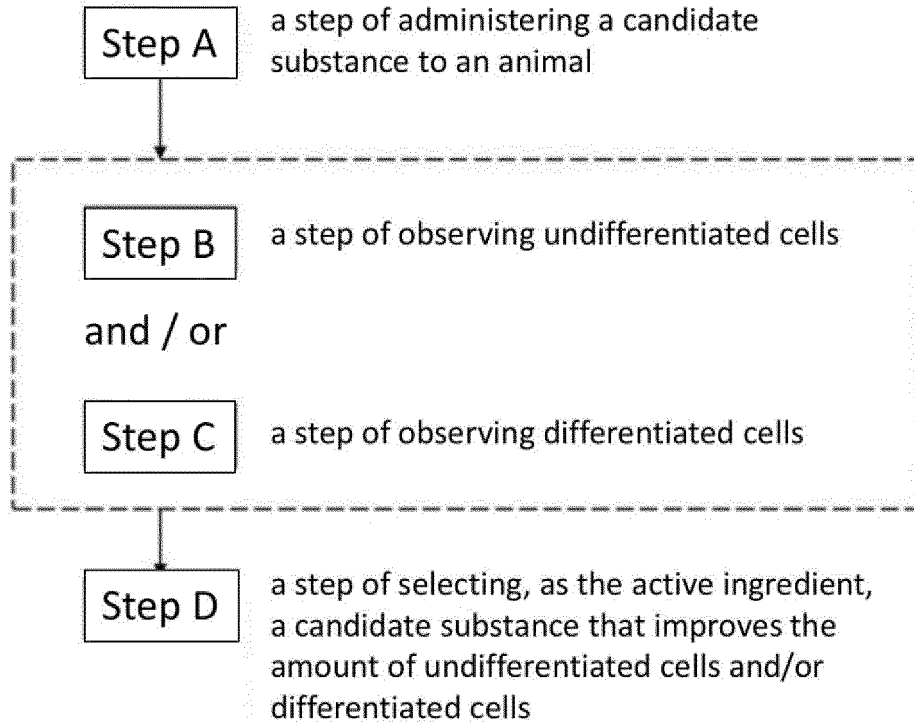 Step A
a step of administering a candidate
substance to an animal
Step B
a step of observing undifferentiated cells
and / or
Step C
a step of observing differentiated cells
Step D
a step of selecting, as the active ingredient,
a candidate substance that improves the
amount of undifferentiated cells and/or
differentiated cells